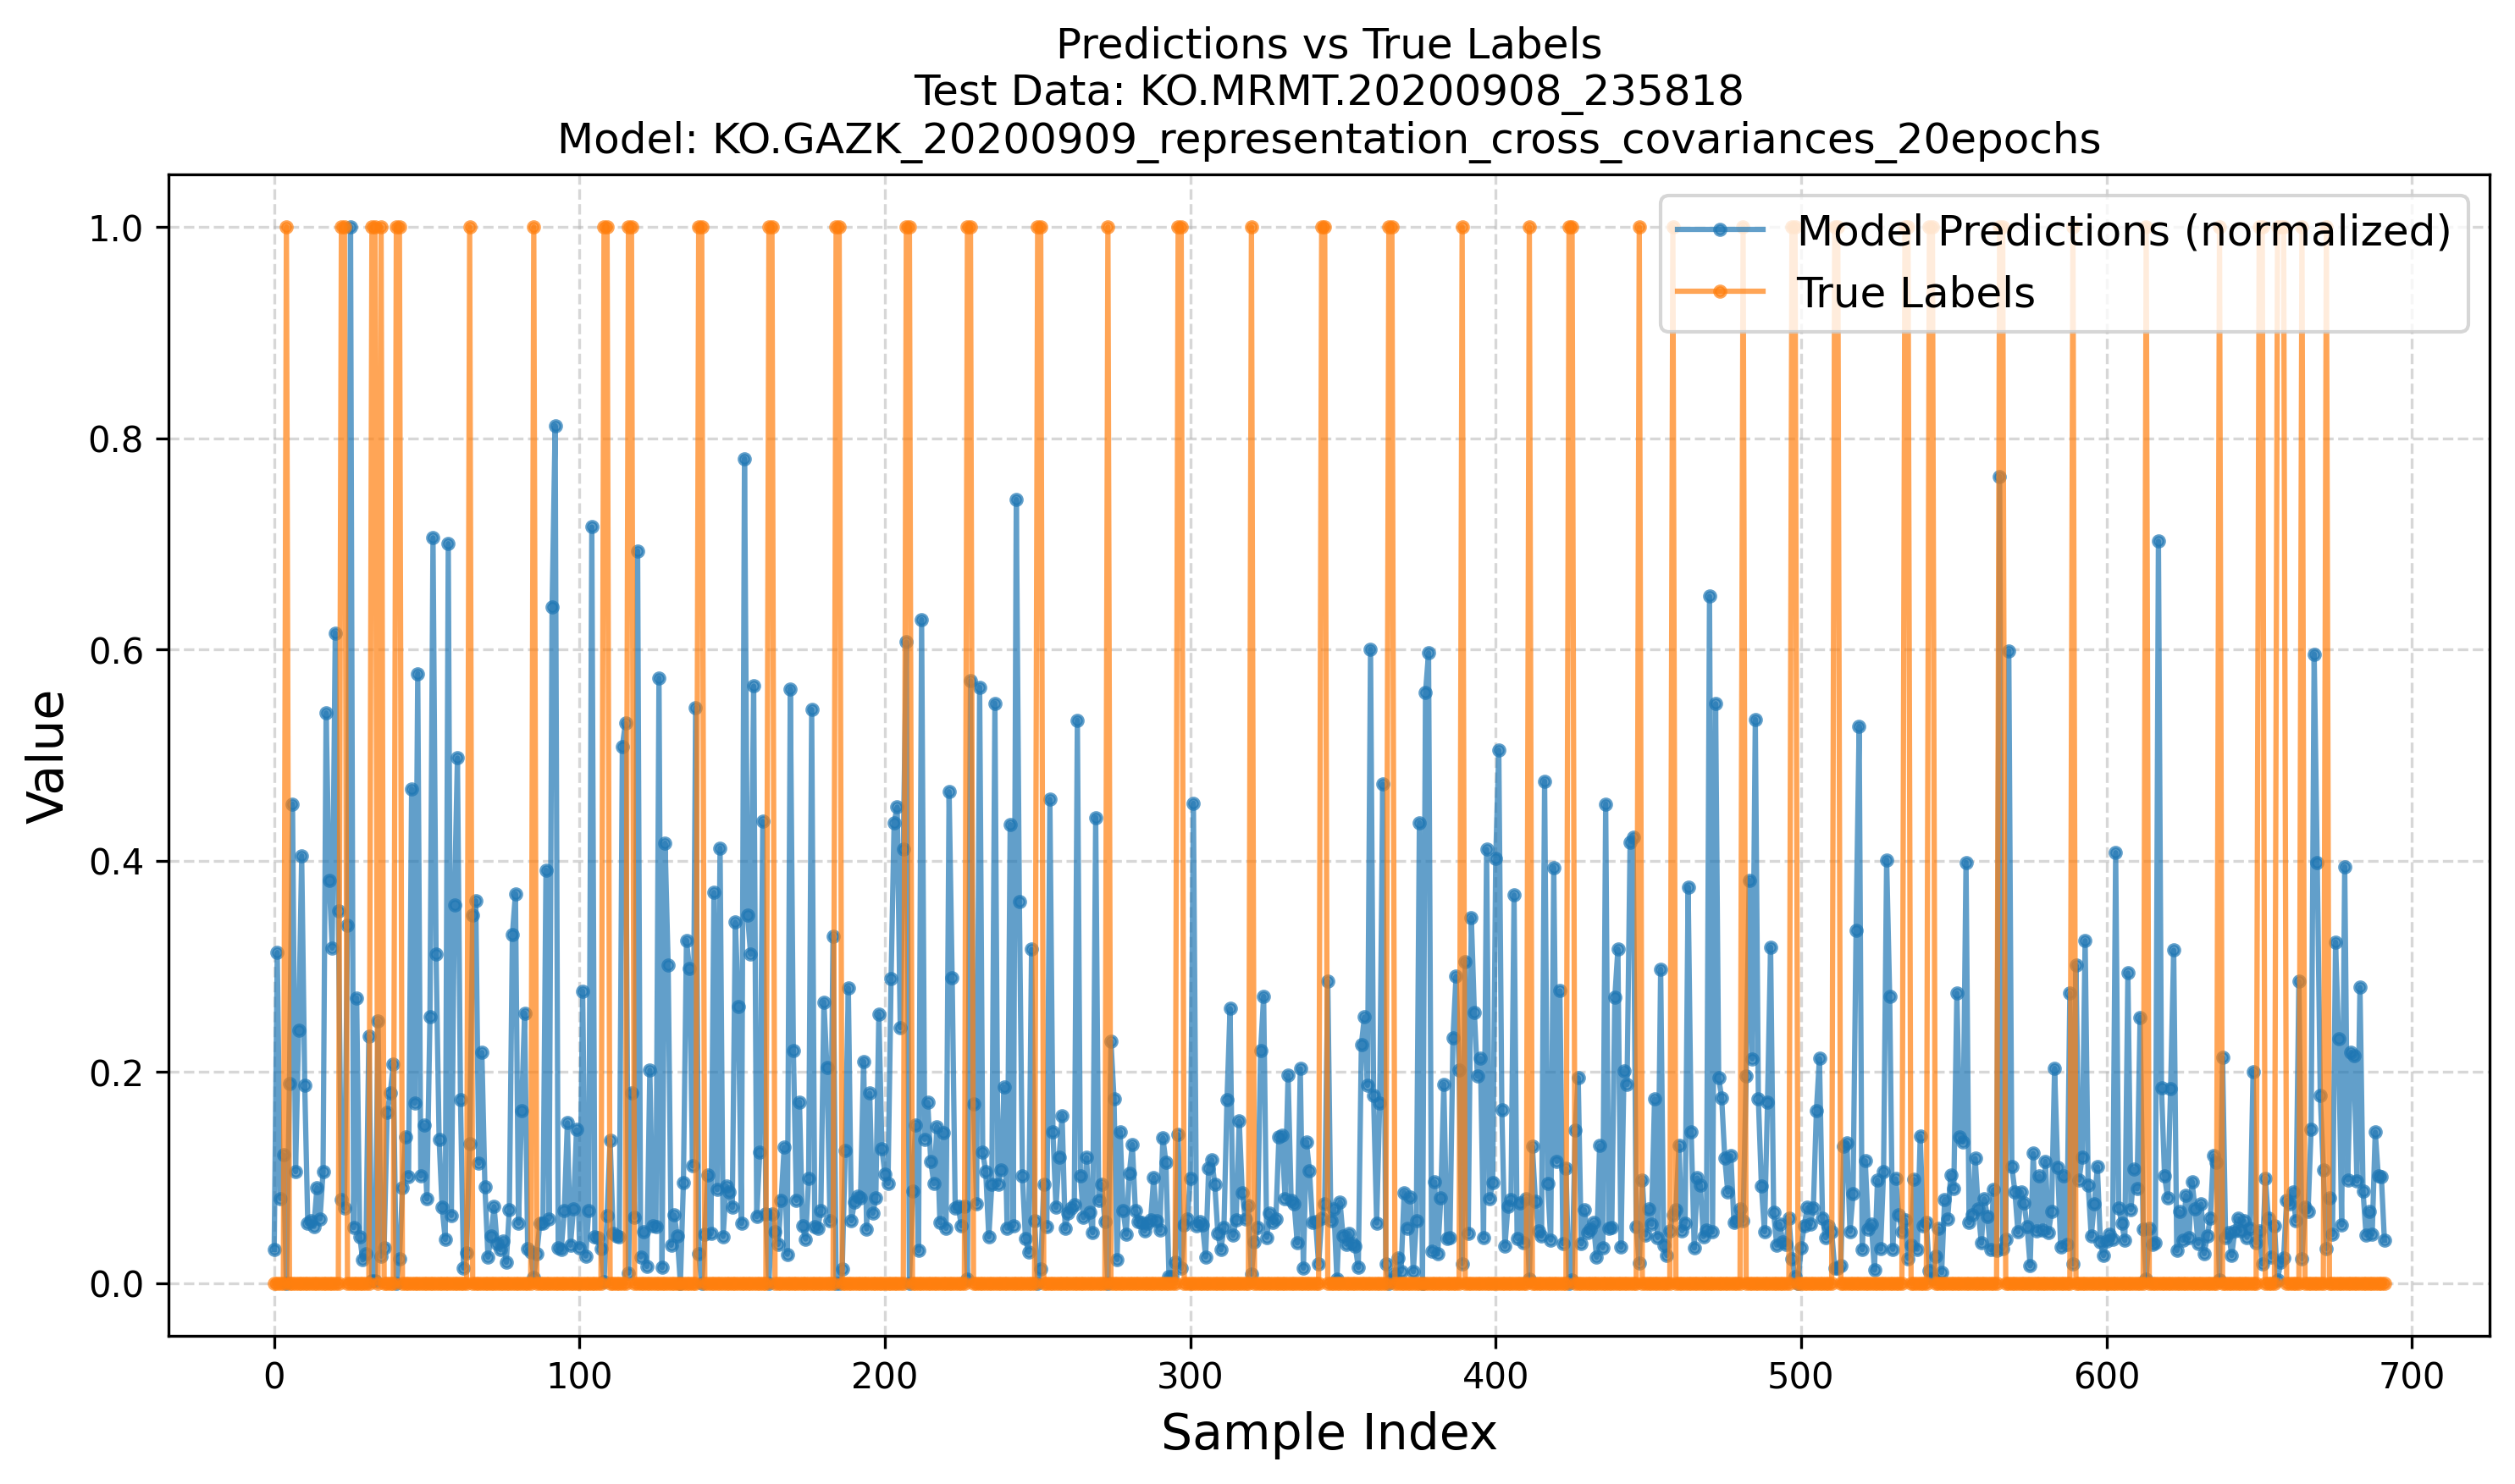 Predictions vs True Labels
Test Data: KO.MRMT.20200908_235818
Model: KO.GAZK_20200909_representation_cross_covariances_20epochs
Model Predictions (normalized)
True Labels
Value
1.0
0.8
0.6
0.4
0.2
0.0
0 100 200 300 400 500 600 700
Sample Index